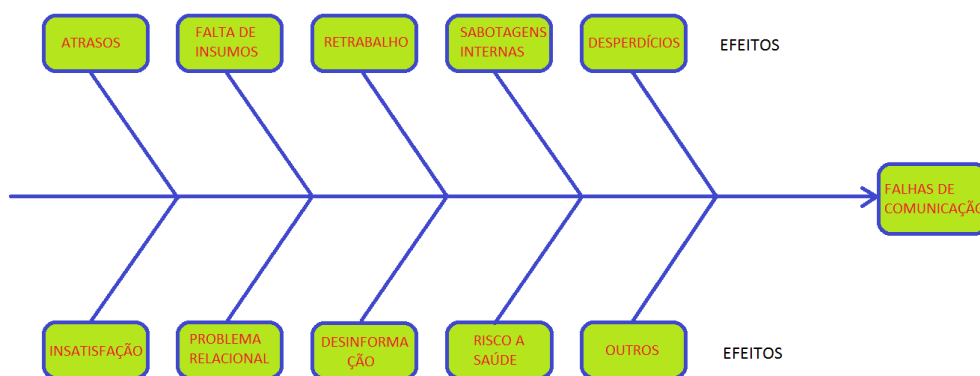 ATRASOS
FALTA DE
INSUMOS
RETRABALHO
SABOTAGENS
INTERNAS
DESPERDÍCIOS
EFEITOS
FALHAS DE
COMUNICAÇÃO
INSATISFAÇÃO
PROBLEMA
RELACIONAL
DESINFORMA
ÇÃO
RISCO A
SAÚDE
OUTROS
EFEITOS